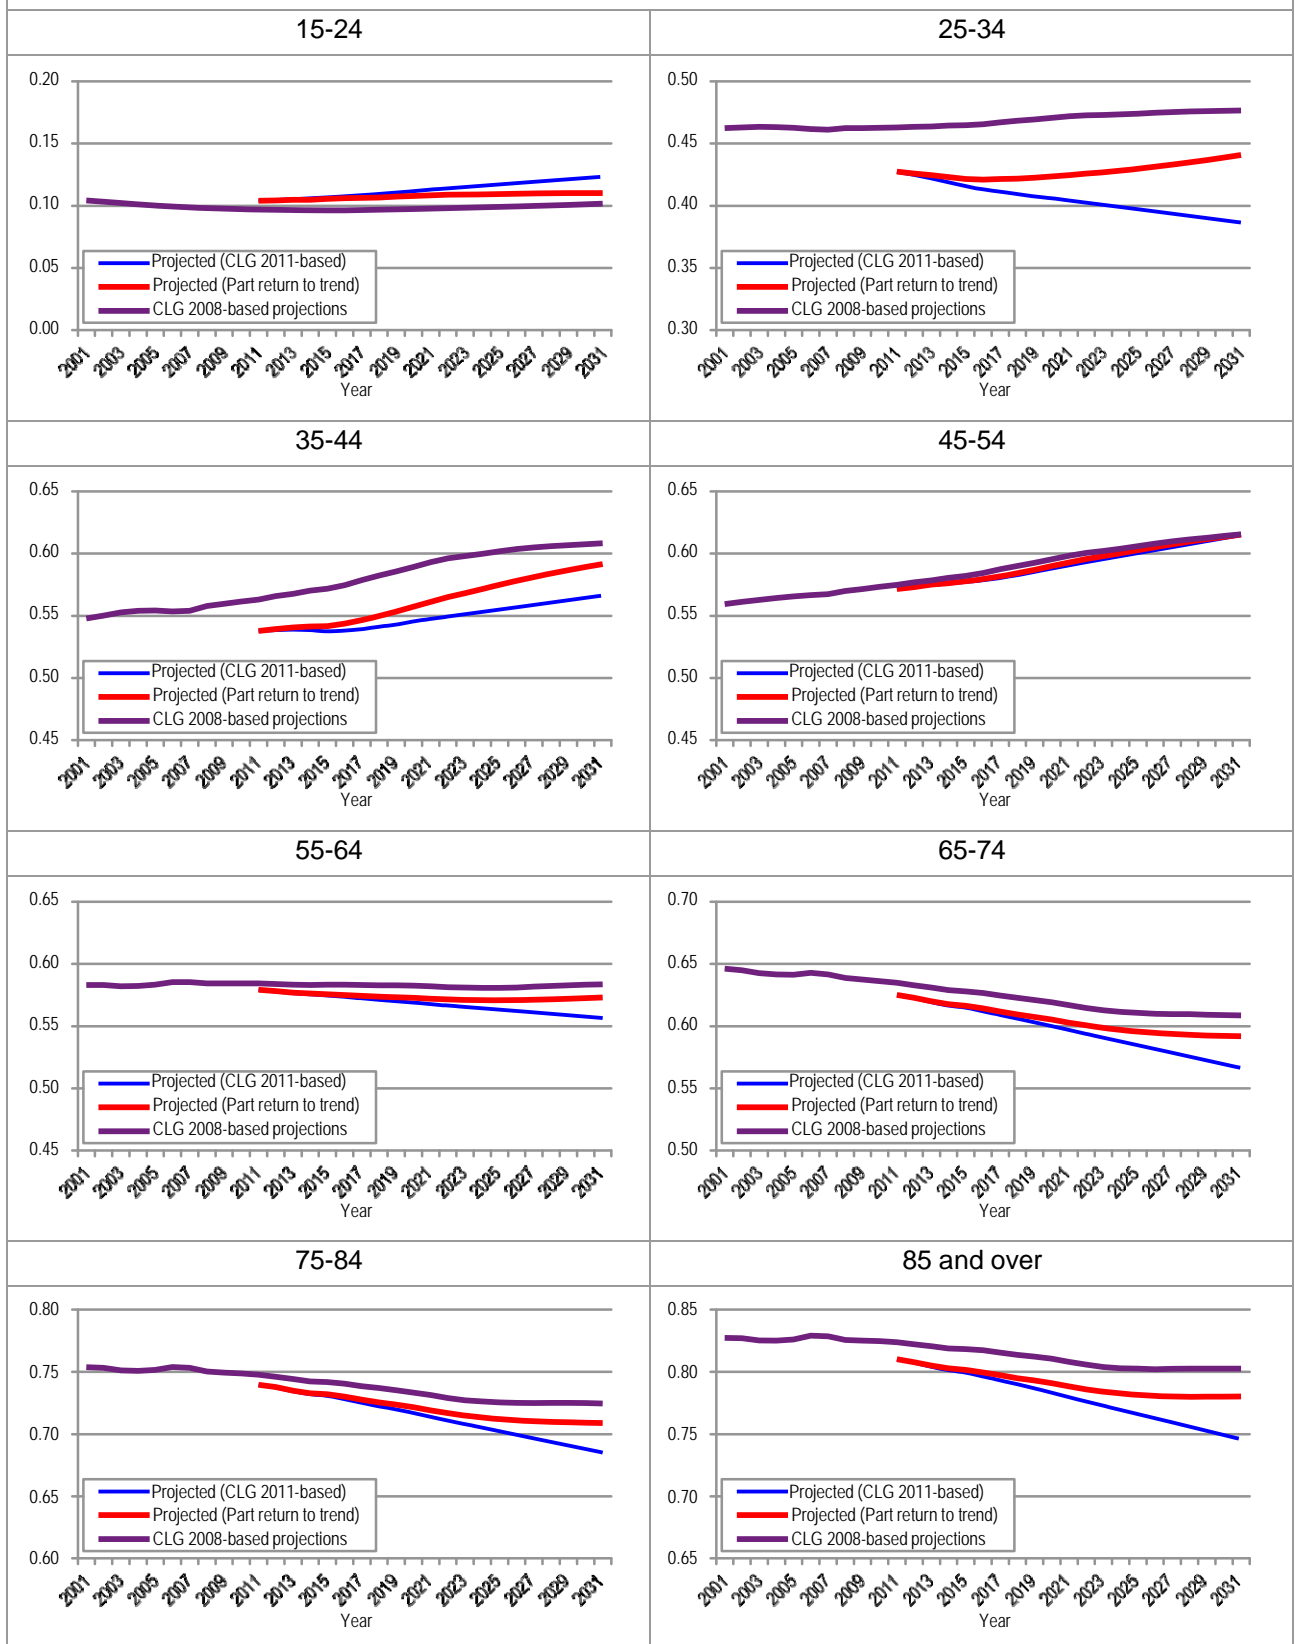 15-24
0.20
0.15
0.10
0.05
0.00
Projected (CLG 2011-based)
Projected (Part return to trend)
CLG 2008-based projections
2001 2003 2005 2007 2009 2011 2013 2015 2017 2019 2021 2023 2025 2027 2029 2031
Year
25-34
0.50
0.45
0.40
0.35
0.30
Projected (CLG 2011-based)
Projected (Part return to trend)
CLG 2008-based projections
2001 2003 2005 2007 2009 2011 2013 2015 2017 2019 2021 2023 2025 2027 2029 2031
Year
35-44
0.65
0.60
0.55
0.50
0.45
Projected (CLG 2011-based)
Projected (Part return to trend)
CLG 2008-based projections
2001 2003 2005 2007 2009 2011 2013 2015 2017 2019 2021 2023 2025 2027 2029 2031
Year
45-54
0.65
0.60
0.55
0.50
0.45
Projected (CLG 2011-based)
Projected (Part return to trend)
CLG 2008-based projections
2001 2003 2005 2007 2009 2011 2013 2015 2017 2019 2021 2023 2025 2027 2029 2031
Year
55-64
0.65
0.60
0.55
0.50
0.45
Projected (CLG 2011-based)
Projected (Part return to trend)
CLG 2008-based projections
2001 2003 2005 2007 2009 2011 2013 2015 2017 2019 2021 2023 2025 2027 2029 2031
Year
65-74
0.70
0.65
0.60
0.55
0.50
Projected (CLG 2011-based)
Projected (Part return to trend)
CLG 2008-based projections
2001 2003 2005 2007 2009 2011 2013 2015 2017 2019 2021 2023 2025 2027 2029 2031
Year
75-84
0.80
0.75
0.70
0.65
0.60
Projected (CLG 2011-based)
Projected (Part return to trend)
CLG 2008-based projections
2001 2003 2005 2007 2009 2011 2013 2015 2017 2019 2021 2023 2025 2027 2029 2031
Year
85 and over
0.85
0.80
0.75
0.70
0.65
Projected (CLG 2011-based)
Projected (Part return to trend)
CLG 2008-based projections
2001 2003 2005 2007 2009 2011 2013 2015 2017 2019 2021 2023 2025 2027 2029 2031
Year